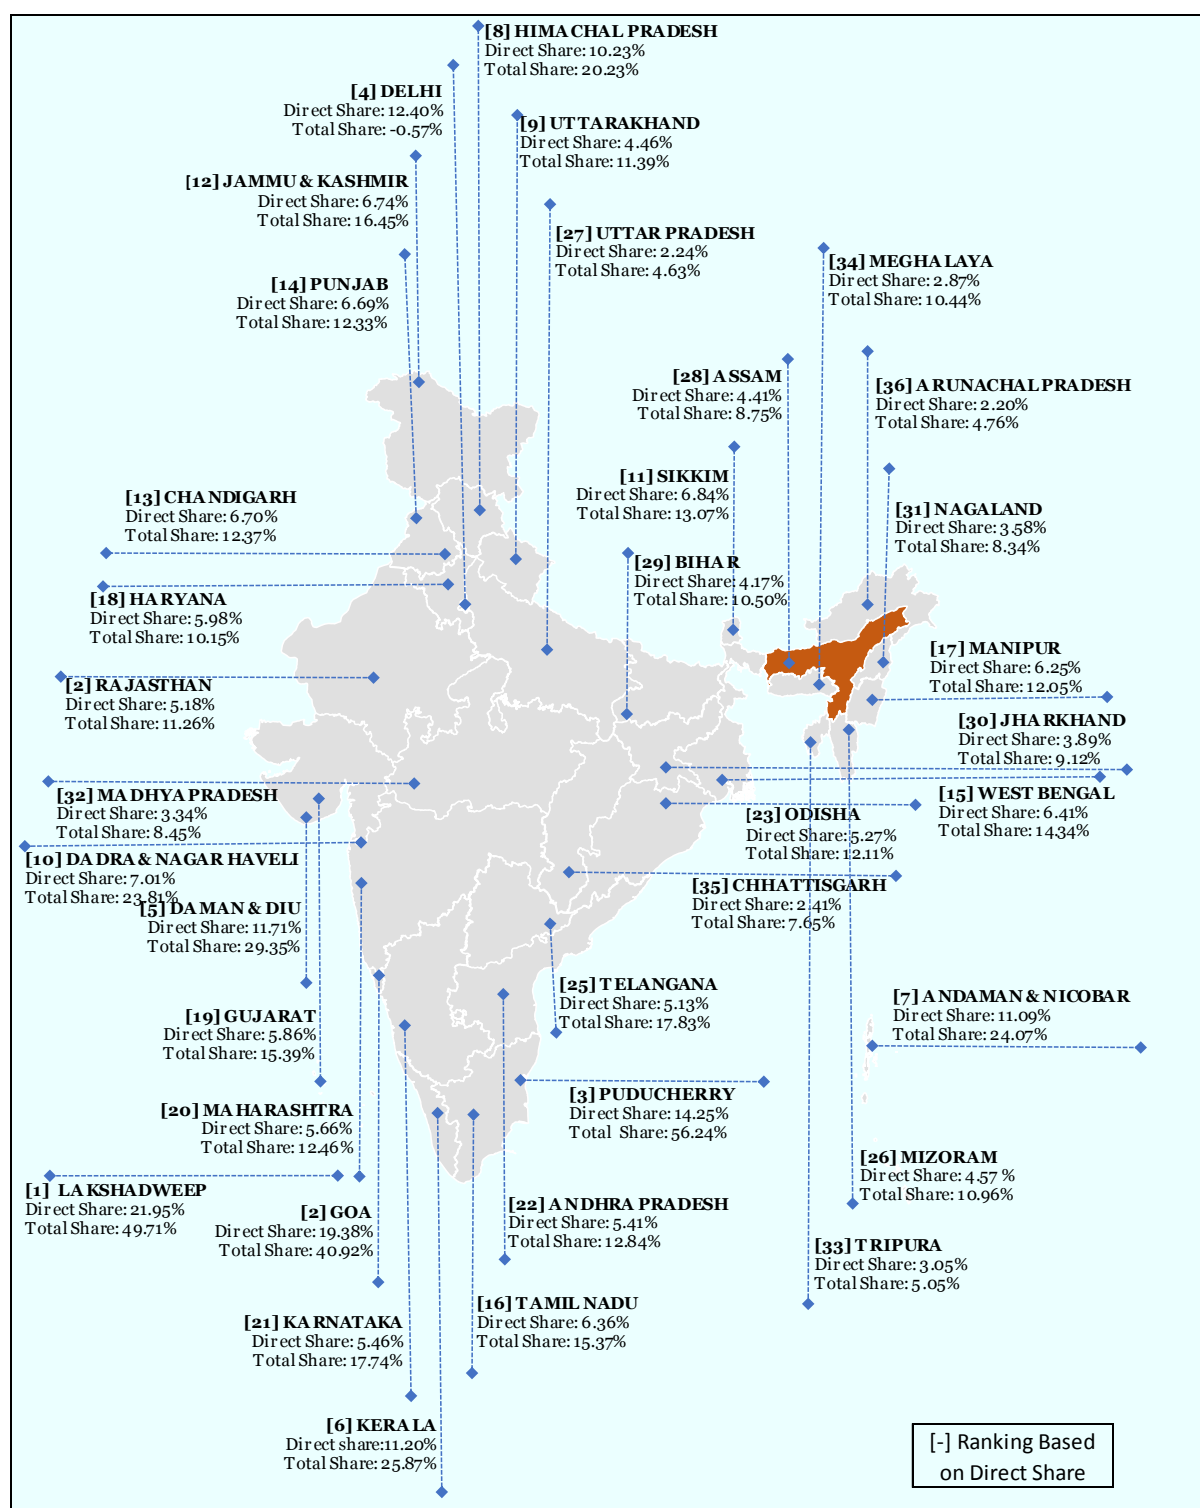 [8] HIMACHAL PRADESH
Direct Share: 10.23%
Total Share: 20.23%
[4] DELHI
Direct Share: 12.40%
Total Share: -0.57%
[9] UTTARAKHAND
Direct Share: 4.46%
Total Share: 11.39%
[12] JAMMU & KASHMIR
Direct Share: 6.74%
Total Share: 16.45%
[27] UTTAR PRADESH
Direct Share: 2.24%
Total Share: 4.63%
[34] MEGHALAYA
Direct Share: 2.87%
Total Share: 10.44%
[14] PUNJAB
Direct Share: 6.69%
Total Share: 12.33%
[28] ASSAM
Direct Share: 4.41%
Total Share: 8.75%
[36] ARUNACHAL PRADESH
Direct Share: 2.20%
Total Share: 4.76%
[11] SIKKIM
Direct Share: 6.84%
Total Share: 13.07%
[13] CHANDIGARH
Direct Share: 6.70%
Total Share: 12.37%
[31] NAGALAND
Direct Share: 3.58%
Total Share: 8.34%
[29] BIHAR
Direct Share: 4.17%
Total Share: 10.50%
[18] HARYANA
Direct Share: 5.98%
Total Share: 10.15%
[17] MANIPUR
Direct Share: 6.25%
Total Share: 12.05%
[2] RAJASTHAN
Direct Share: 5.18%
Total Share: 11.26%
[30] JHARKHAND
Direct Share: 3.89%
Total Share: 9.12%
[32] MADHYA PRADESH
Direct Share: 3.34%
Total Share: 8.45%
[15] WEST BENGAL
Direct Share: 6.41%
Total Share: 14.34%
[23] ODISHA
Direct Share: 5.27%
Total Share: 12.11%
[10] DADRA & NAGAR HAVELI
Direct Share: 7.01%
Total Share: 23.81%
[35] CHHATTISGARH
Direct Share: 2.41%
Total Share: 7.65%
[5] DAMAN & DIU
Direct Share: 11.71%
Total Share: 29.35%
[25] TELANGANA
Direct Share: 5.13%
Total Share: 17.83%
[7] ANDAMAN & NICOBAR
Direct Share: 11.09%
Total Share: 24.07%
[19] GUJARAT
Direct Share: 5.86%
Total Share: 15.39%
[3] PUDUCHERRY
Direct Share: 14.25%
Total Share: 56.24%
[20] MAHARASHTRA
Direct Share: 5.66%
Total Share: 12.46%
[26] MIZORAM
Direct Share: 4.57 %
Total Share: 10.96%
[1] LAKSHADWEEP
Direct Share: 21.95%
Total Share: 49.71%
[2] GOA
Direct Share: 19.38%
Total Share: 40.92%
[22] ANDHRA PRADESH
Direct Share: 5.41%
Total Share: 12.84%
[33] TRIPURA
Direct Share: 3.05%
Total Share: 5.05%
[16] TAMIL NADU
Direct Share: 6.36%
Total Share: 15.37%
[21] KARNATAKA
Direct Share: 5.46%
Total Share: 17.74%
[6] KERALA
Direct share:11.20%
Total Share: 25.87%
[-] Ranking Based
on Direct Share